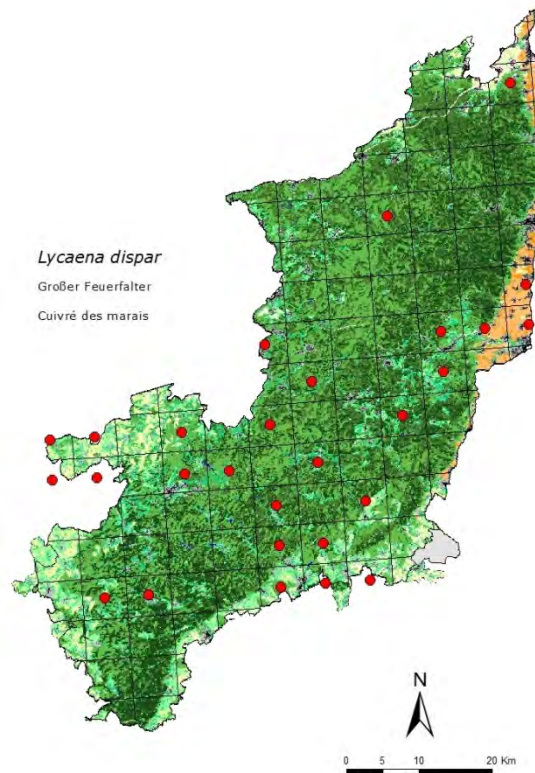 Lycaena dispar
Großer Feuerfalter
Cuivré des marais
N
0 5 10 20 Km